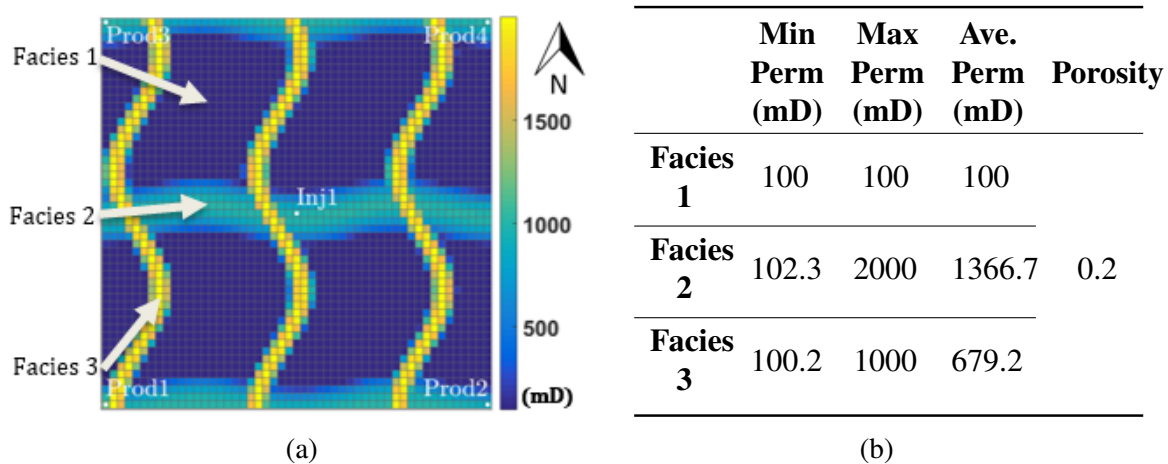 Prod3
Prod4
Facies 1
N
1500
Inj1
Facies 2
1000
500
Facies 3
Prod1
Prod2
(mD)
(a)
Min Perm (mD) Max Perm (mD) Ave. Perm (mD) Porosity
Facies 1 100 100 100
Facies 2 102.3 2000 1366.7 0.2
Facies 3 100.2 1000 679.2
(b)